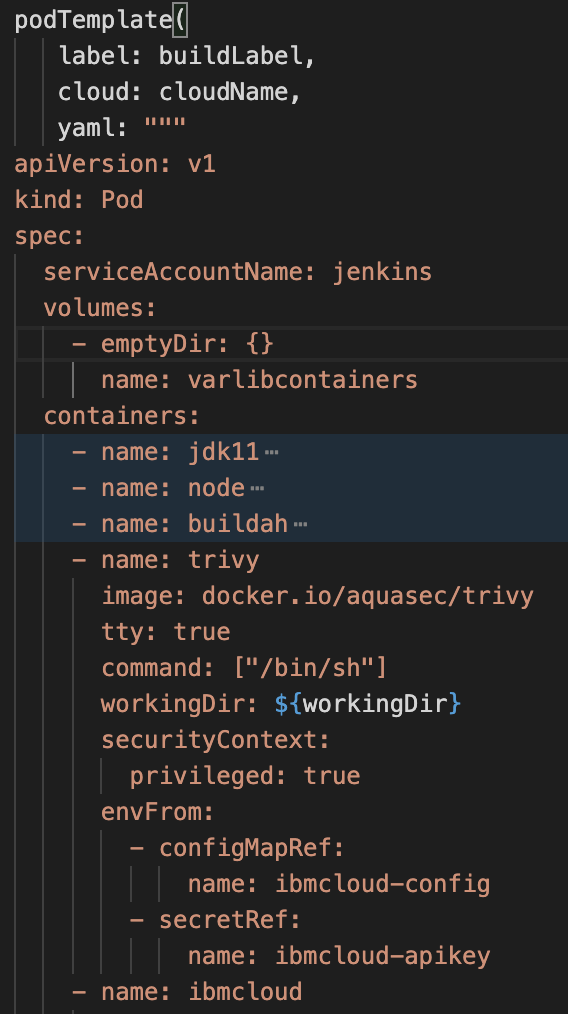 podTemplate(
    label: buildLabel,
    cloud: cloudName,
    yaml: """
apiVersion: v1
kind: Pod
spec:
  serviceAccountName: jenkins
  volumes:
    - emptyDir: {}
      name: varlibcontainers
  containers:
    - name: jdk11⋯
    - name: node⋯
    - name: buildah⋯
    - name: trivy
      image: docker.io/aquasec/trivy
      tty: true
      command: ["/bin/sh"]
      workingDir: ${workingDir}
      securityContext:
        privileged: true
      envFrom:
        - configMapRef:
            name: ibmcloud-config
        - secretRef:
            name: ibmcloud-apikey
    - name: ibmcloud